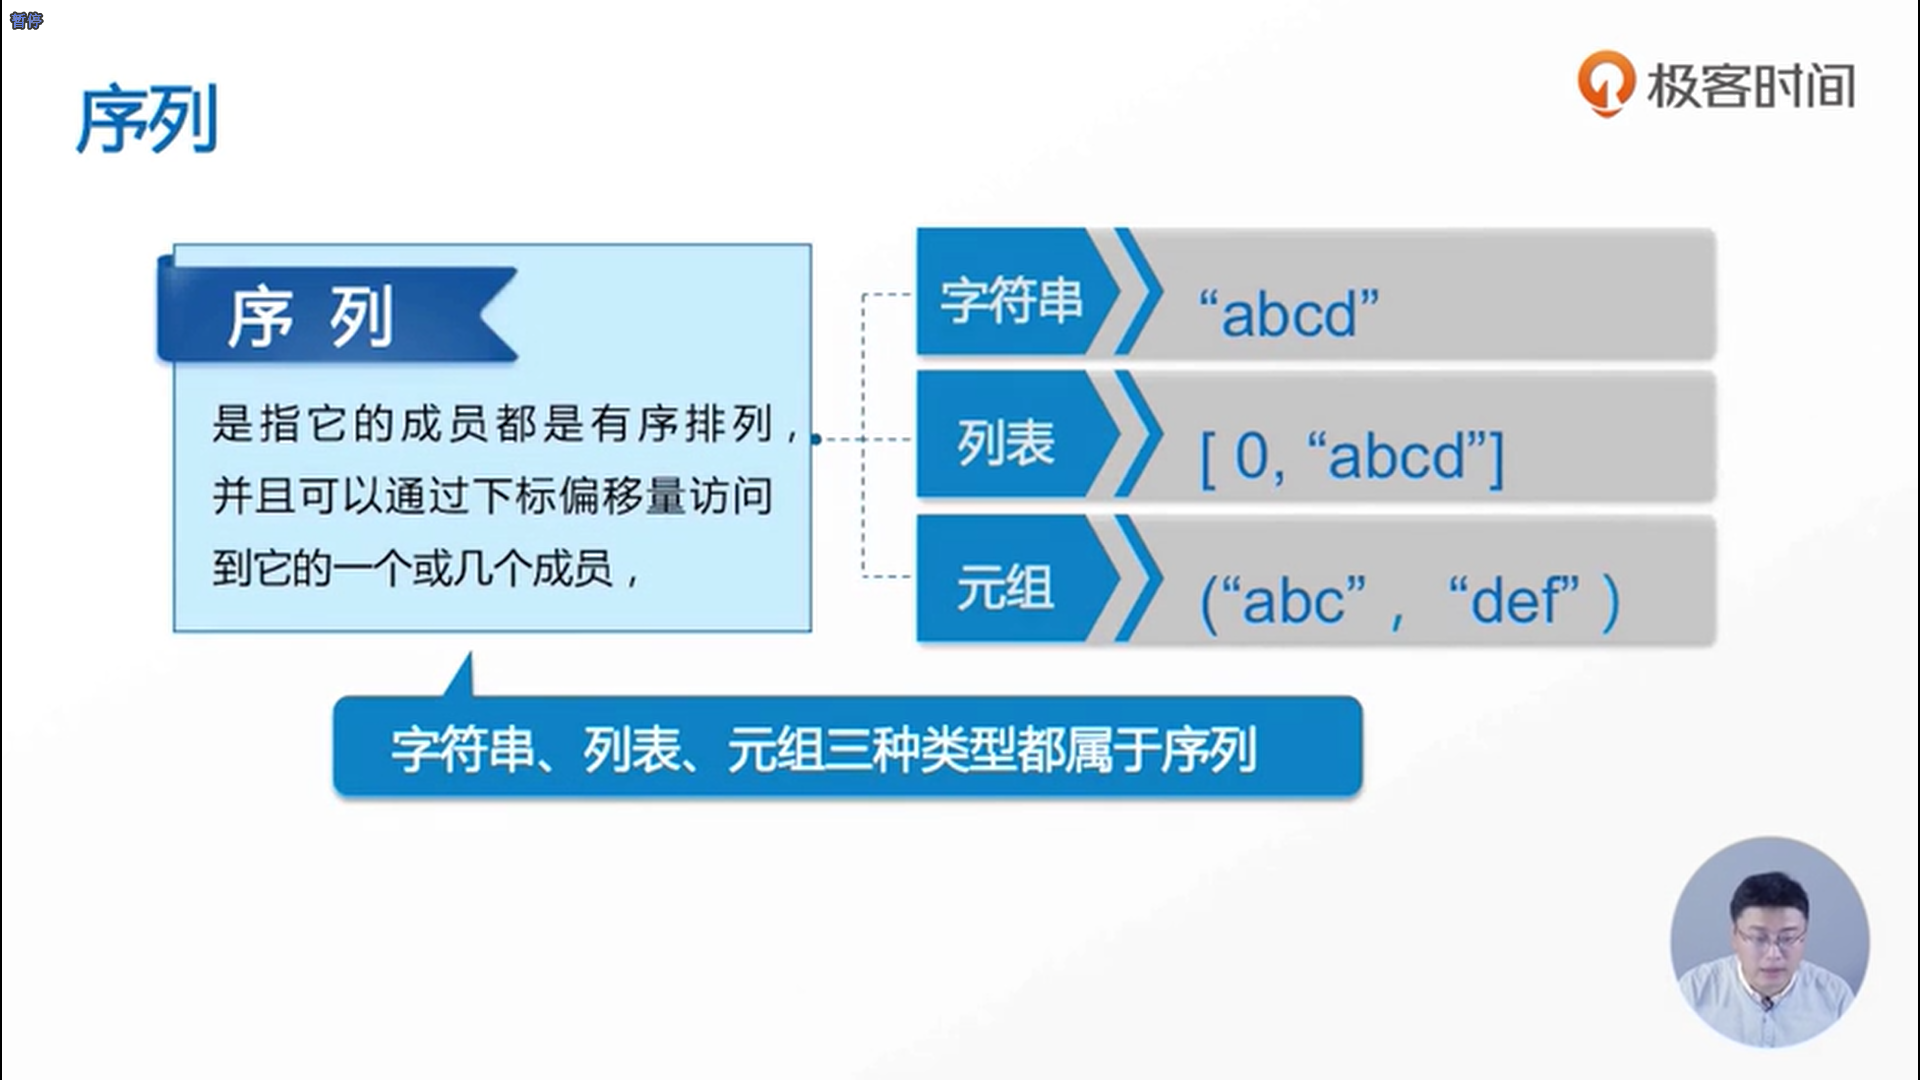 暂停
极客时间
序列
序 列
是指它的成员都是有序排列，
并且可以通过下标偏移量访问
到它的一个或几个成员，
字符串
“abcd”
列表
[ 0, “abcd”]
元组
(“abc” ， “def” )
字符串、列表、元组三种类型都属于序列